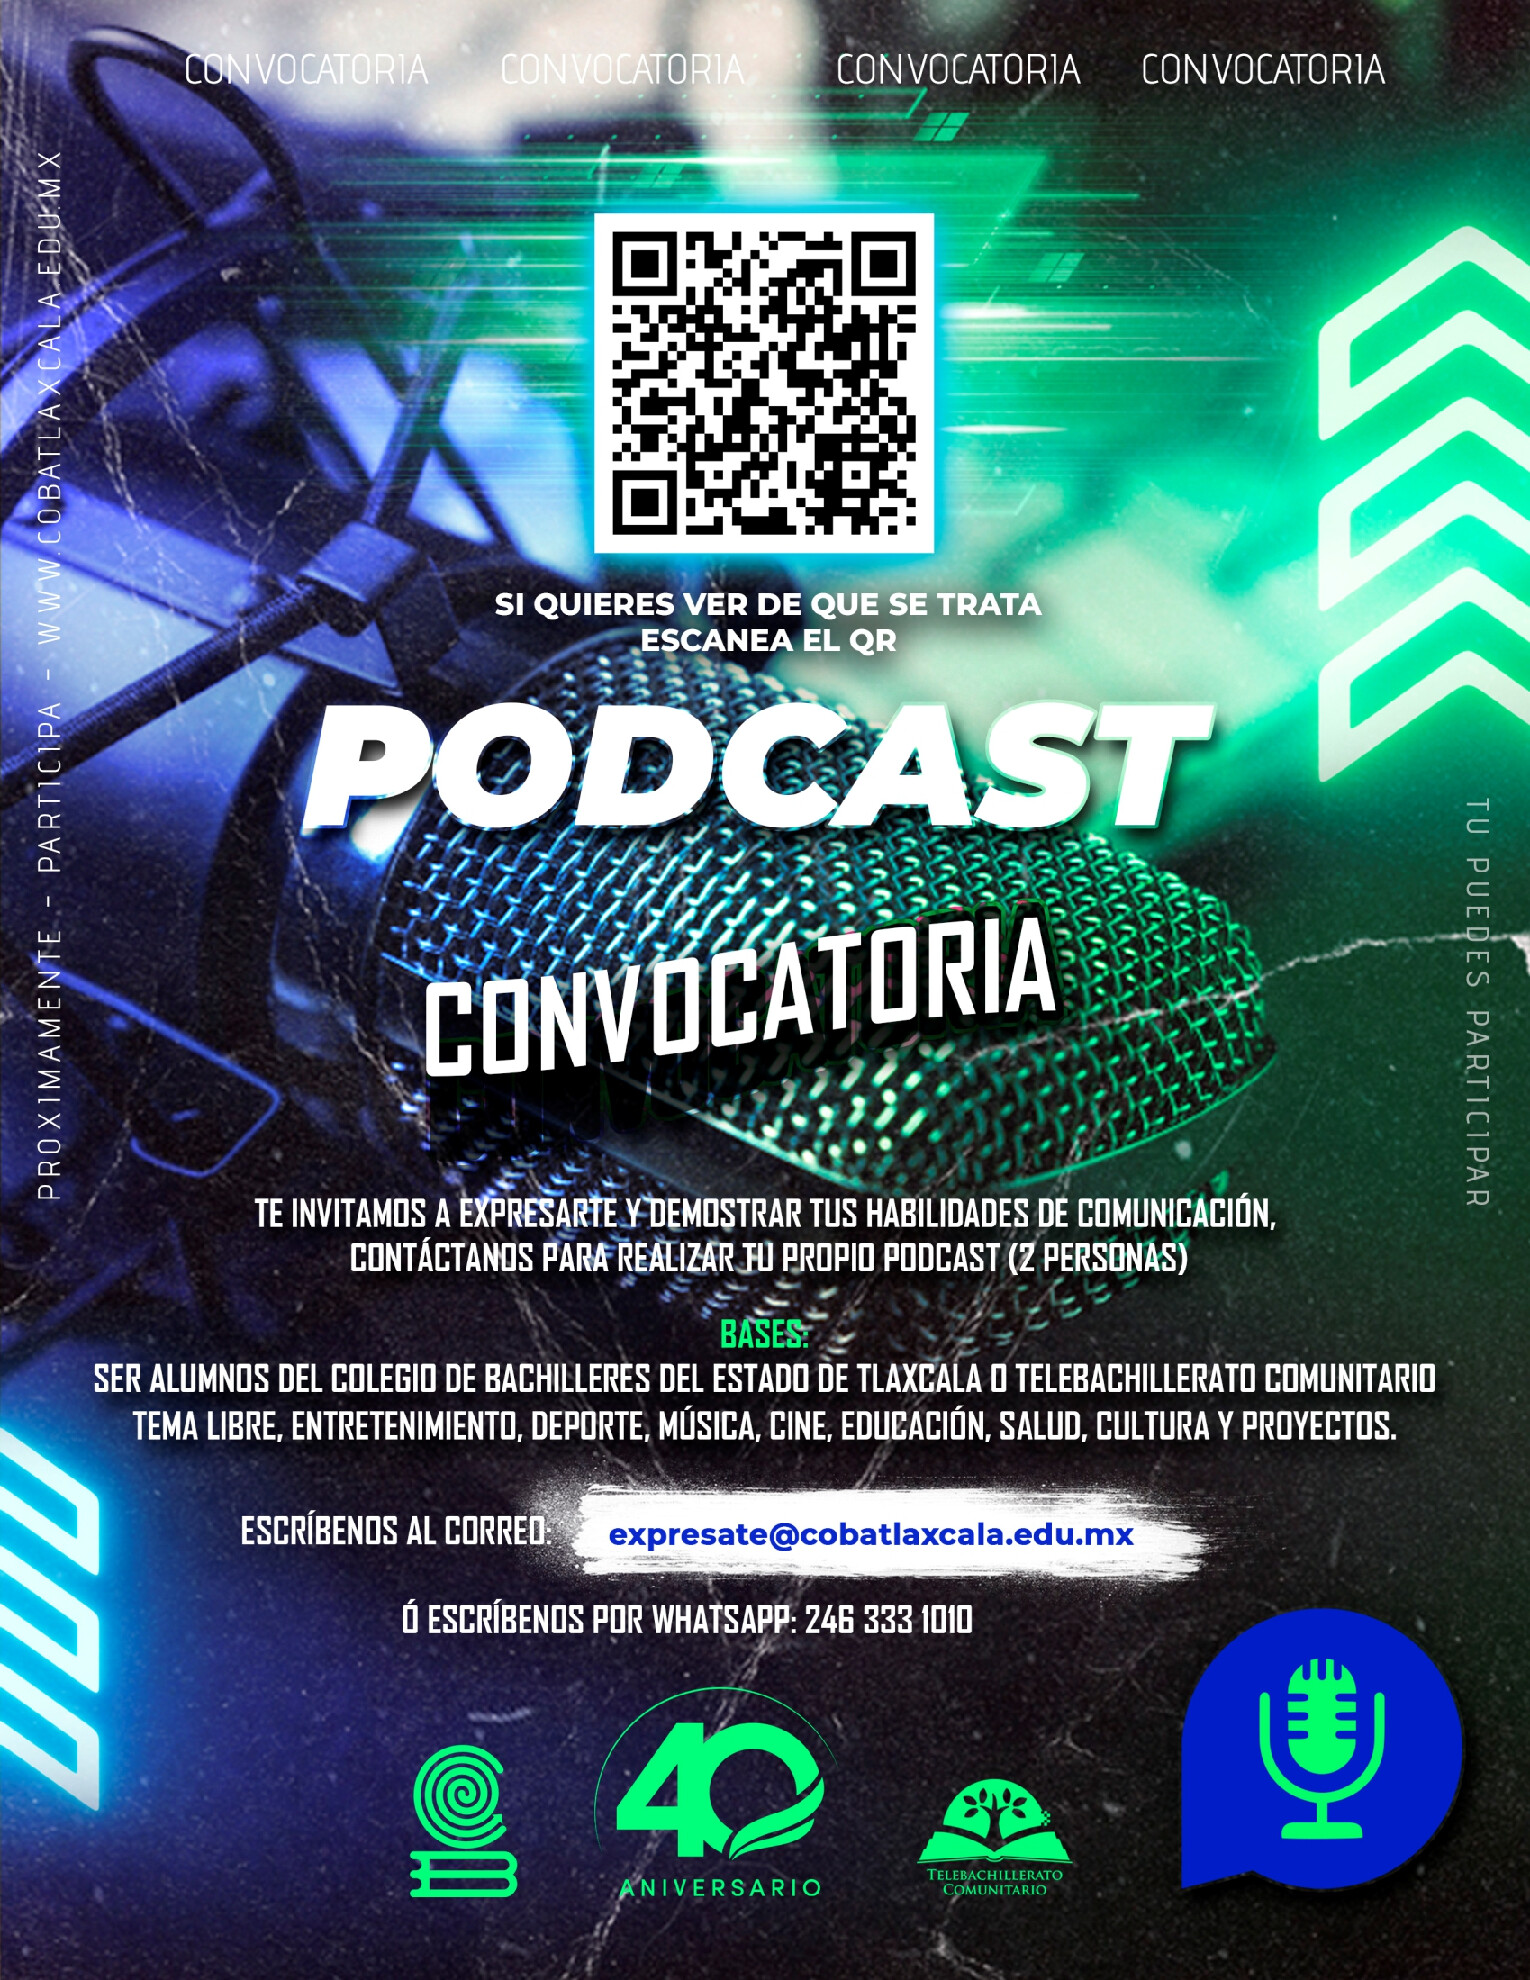 CONVOCATORIA CONVOCATORIA CONVOCATORIA CONVOCATORIA
PROXIMAMENTE - PARTICIPA - WWW.COBATLAXCALA.EDU.MX
SI QUIERES VER DE QUE SE TRATA
ESCANEA EL QR
PODCAST
CONVOCATORIA
TU PUEDES PARTICIPAR
TE INVITAMOS A EXPRESARTE Y DEMOSTRAR TUS HABILIDADES DE COMUNICACIÓN,
CONTÁCTANOS PARA REALIZAR TU PROPIO PODCAST (2 PERSONAS)
BASES:
SER ALUMNOS DEL COLEGIO DE BACHILLERES DEL ESTADO DE TLAXCALA O TELEBACHILLERATO COMUNITARIO
TEMA LIBRE, ENTRETENIMIENTO, DEPORTE, MÚSICA, CINE, EDUCACIÓN, SALUD, CULTURA Y PROYECTOS.
ESCRÍBENOS AL CORREO: expresate@cobatlaxcala.edu.mx
Ó ESCRÍBENOS POR WHATSAPP: 246 333 1010
40
ANIVERSARIO
TELEBACHILLERATO
COMUNITARIO